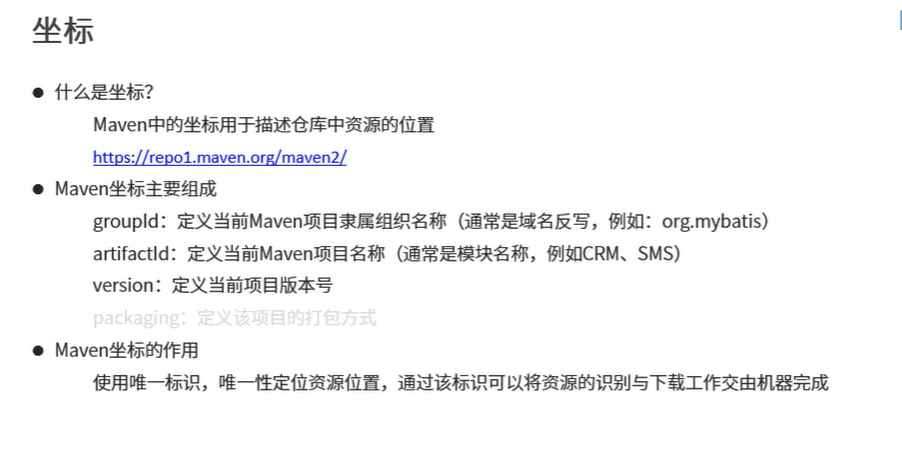 坐标
● 什么是坐标？
Maven中的坐标用于描述仓库中资源的位置
https://repo1.maven.org/maven2/
● Maven坐标主要组成
groupId：定义当前Maven项目隶属组织名称（通常是域名反写，例如：org.mybatis）
artifactId：定义当前Maven项目名称（通常是模块名称，例如CRM、SMS）
version：定义当前项目版本号
packaging：定义该项目的打包方式
● Maven坐标的作用
使用唯一标识，唯一性定位资源位置，通过该标识可以将资源的识别与下载工作交由机器完成